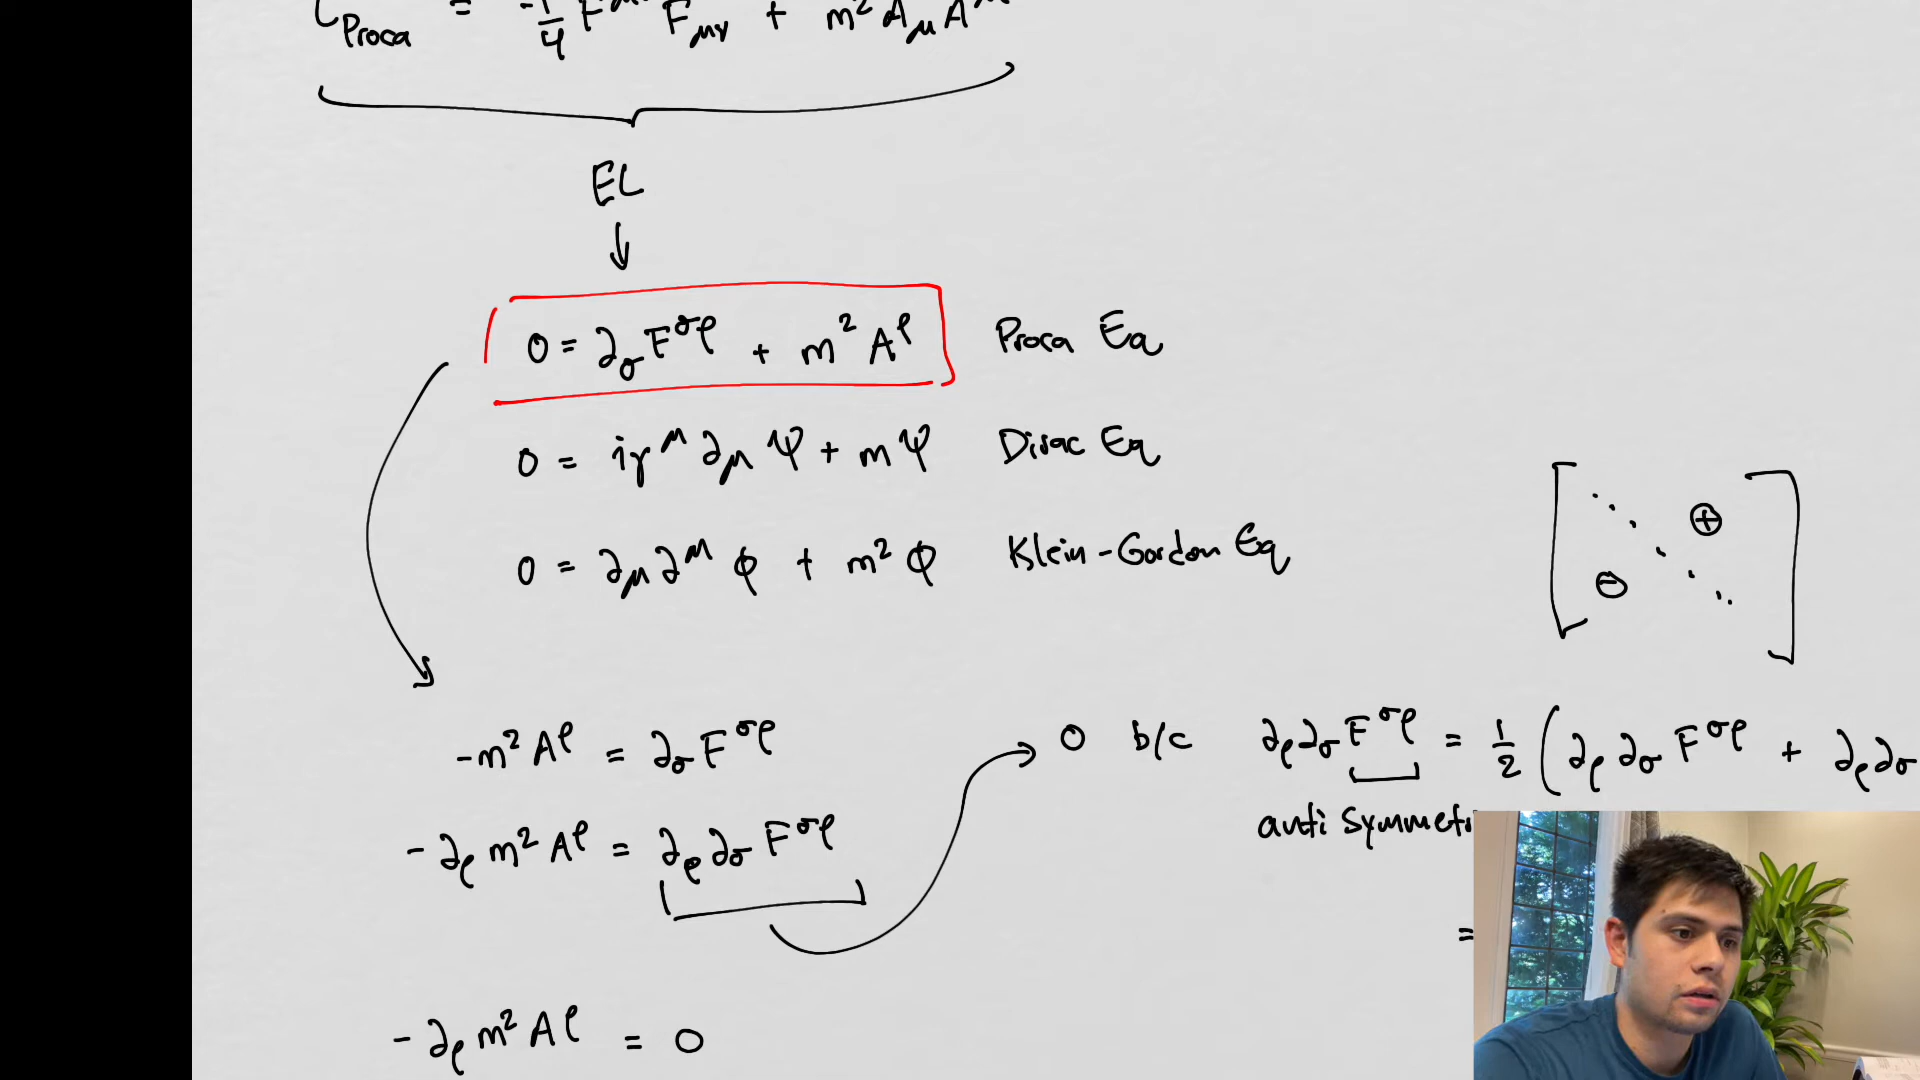 L_Proca = -1/4 F^μν F_μν + m² A_μ A^μ
EL
0 = ∂_σ F^σρ + m² A^ρ Proca Eq
0 = iγ^μ ∂_μ ψ + m ψ Dirac Eq
0 = ∂_μ ∂^μ φ + m² φ Klein-Gordon Eq
⊕
⊖
-m² A^ρ = ∂_σ F^σρ
0 b/c ∂_ρ ∂_σ F^σρ = 1/2 ( ∂_ρ ∂_σ F^σρ + ∂_ρ ∂_σ
anti symmetri
-∂_ρ m² A^ρ = ∂_ρ ∂_σ F^σρ
=
-∂_ρ m² A^ρ = 0